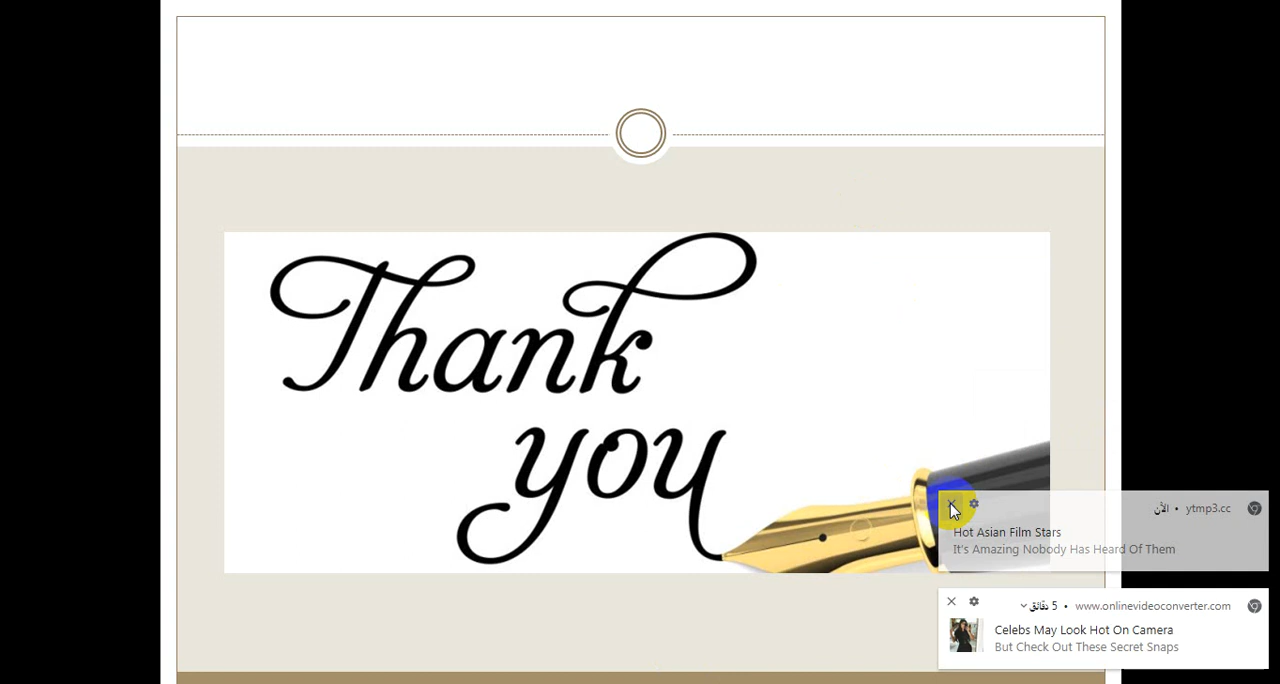 Thank
you
ytmp3.cc • الآن
Hot Asian Film Stars
It's Amazing Nobody Has Heard Of Them
www.onlinevideoconverter.com • 5 دقائق
Celebs May Look Hot On Camera
But Check Out These Secret Snaps